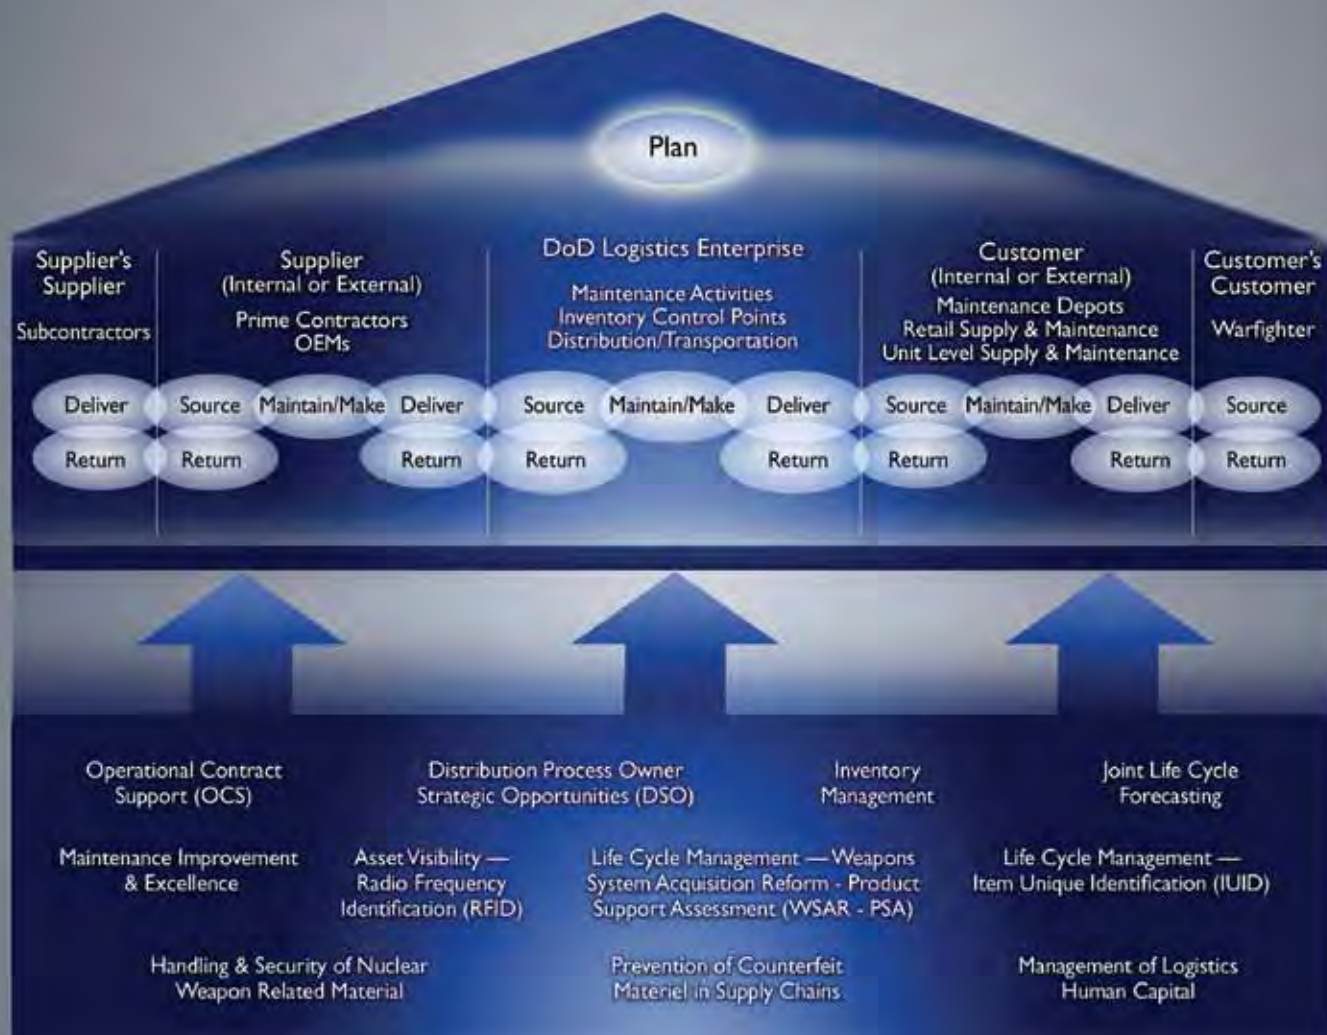 Plan
Supplier's
Supplier
Subcontractors
Supplier
(Internal or External)
Prime Contractors
OEMs
DoD Logistics Enterprise
Maintenance Activities
Inventory Control Points
Distribution/Transportation
Customer
(Internal or External)
Maintenance Depots
Retail Supply & Maintenance
Unit Level Supply & Maintenance
Customer's
Customer
Warfighter
Deliver Source Maintain/Make Deliver Source Maintain/Make Deliver Source Maintain/Make Deliver Source
Return Return Return Return Return Return Return Return
Operational Contract
Support (OCS)
Distribution Process Owner
Strategic Opportunities (DSO)
Inventory
Management
Joint Life Cycle
Forecasting
Maintenance Improvement
& Excellence
Asset Visibility —
Radio Frequency
Identification (RFID)
Life Cycle Management — Weapons
System Acquisition Reform - Product
Support Assessment (WSAR - PSA)
Life Cycle Management —
Item Unique Identification (IUID)
Handling & Security of Nuclear
Weapon Related Material
Prevention of Counterfeit
Materiel in Supply Chains
Management of Logistics
Human Capital